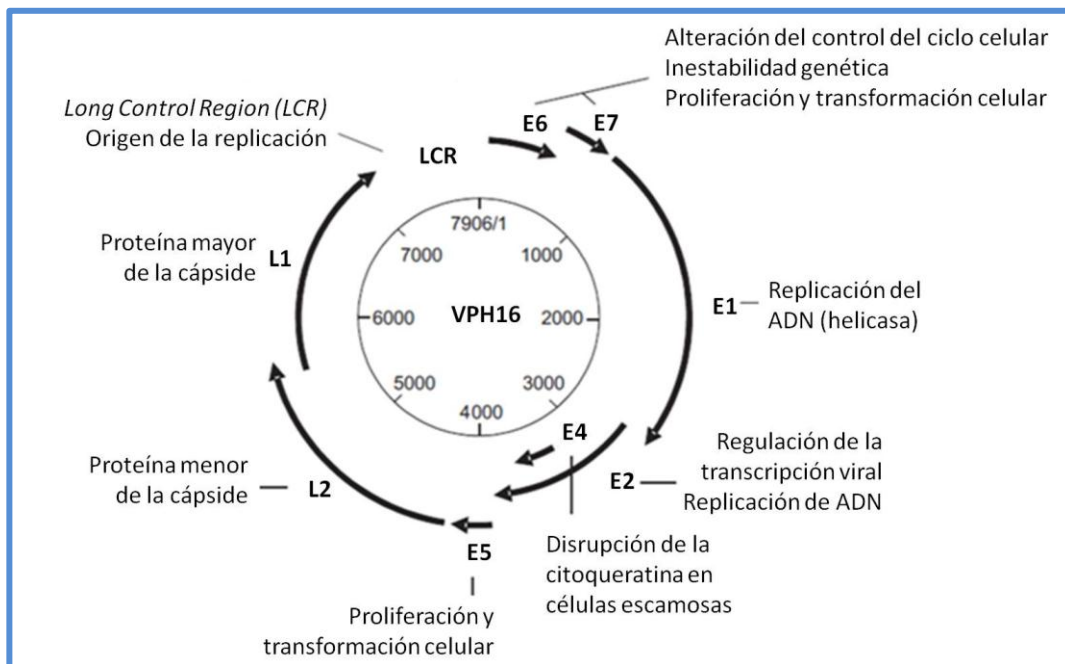 Alteración del control del ciclo celular
Inestabilidad genética
Proliferación y transformación celular
Long Control Region (LCR)
Origen de la replicación
LCR
E6
E7
7906/1
1000
2000
3000
4000
5000
6000
7000
VPH16
E1
Replicación del
ADN (helicasa)
E2
Regulación de la
transcripción viral
Replicación de ADN
E4
Disrupción de la
citoqueratina en
células escamosas
E5
Proliferación y
transformación celular
L2
Proteína menor
de la cápside
L1
Proteína mayor
de la cápside